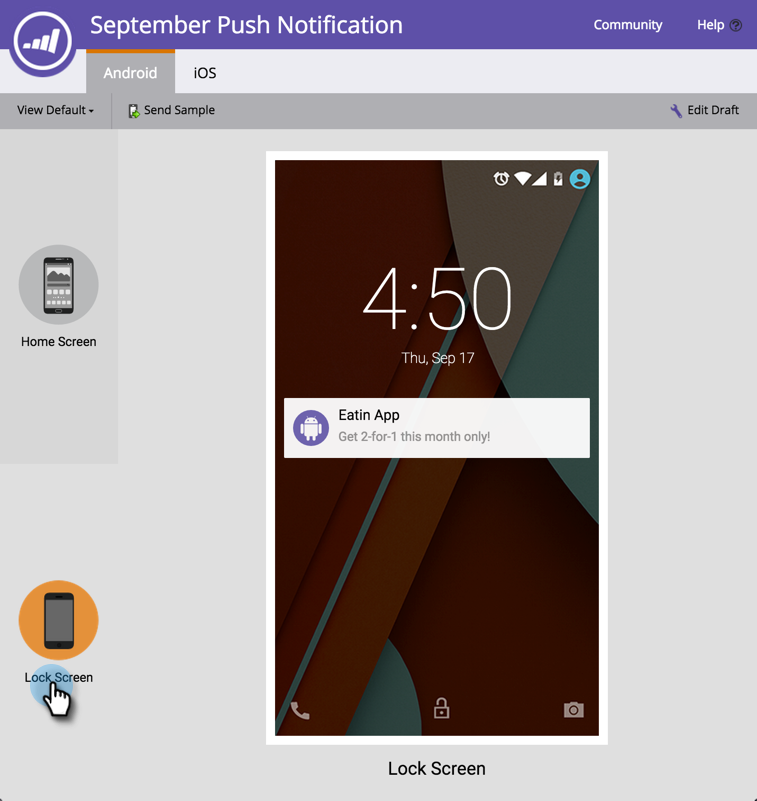 September Push Notification
Community
Help ?
Android
iOS
View Default
Send Sample
Edit Draft
Home Screen
4:50
Thu, Sep 17
Eatin App
Get 2-for-1 this month only!
Lock Screen
Lock Screen